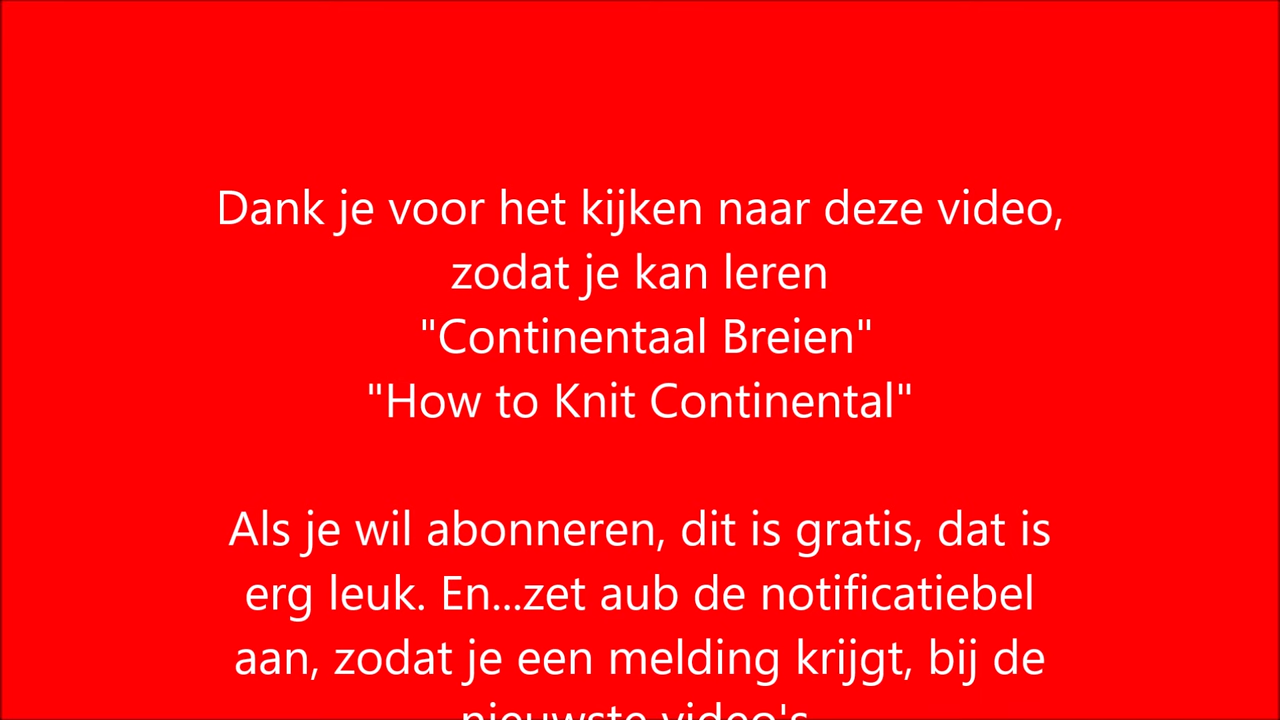 Dank je voor het kijken naar deze video,
zodat je kan leren
"Continentaal Breien"
"How to Knit Continental"
Als je wil abonneren, dit is gratis, dat is
erg leuk. En...zet aub de notificatiebel
aan, zodat je een melding krijgt, bij de
nieuwste video's